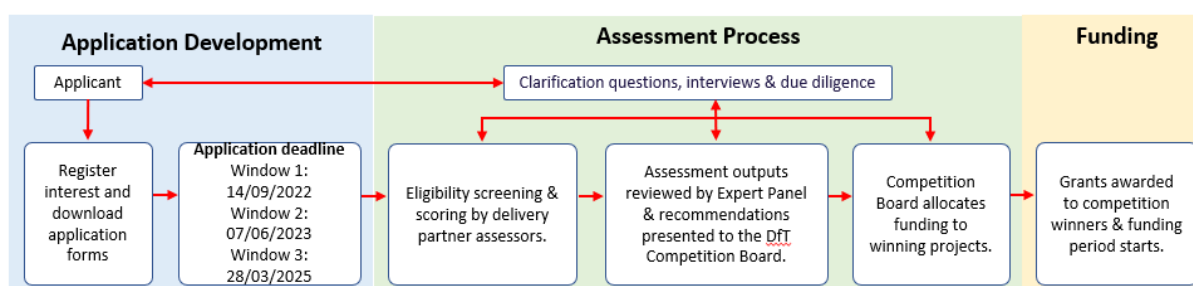 Application Development
Assessment Process
Funding
Applicant
Clarification questions, interviews & due diligence
Register
interest and
download
application
forms
Application deadline
Window 1:
14/09/2022
Window 2:
07/06/2023
Window 3:
28/03/2025
Eligibility screening &
scoring by delivery
partner assessors.
Assessment outputs
reviewed by Expert Panel
& recommendations
presented to the DfT
Competition Board.
Competition
Board allocates
funding to
winning projects.
Grants awarded
to competition
winners & funding
period starts.